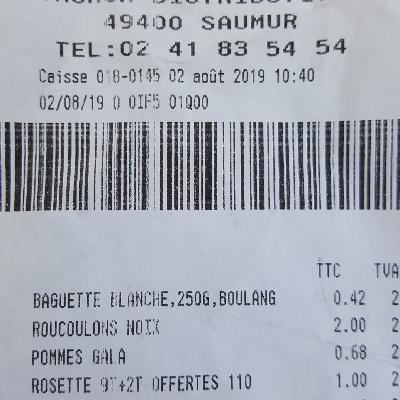 49400 SAUMUR
TEL:02 41 83 54 54
Caisse 018-0145 02 août 2019 10:40
02/08/19 0 0IF5 01Q00
TTC TVA
BAGUETTE BLANCHE,250G,BOULANG 0.42 2
ROUCOULONS NOIX 2.00 2
POMMES GALA 0.68 2
ROSETTE 9T+2T OFFERTES 110 1.00 2